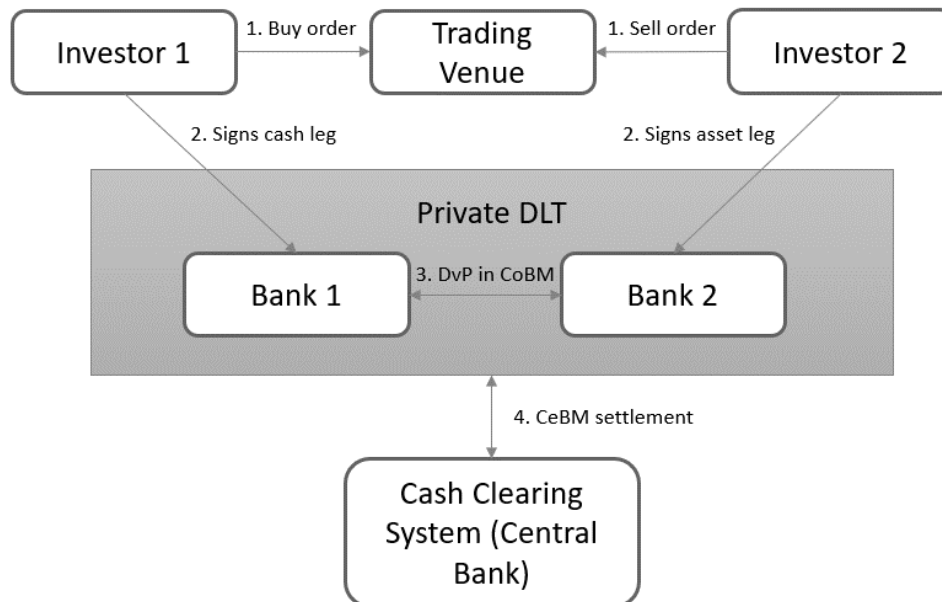 Investor 1
1. Buy order
Trading
Venue
1. Sell order
Investor 2
2. Signs cash leg
2. Signs asset leg
Private DLT
Bank 1
3. DvP in CoBM
Bank 2
4. CeBM settlement
Cash Clearing
System (Central
Bank)